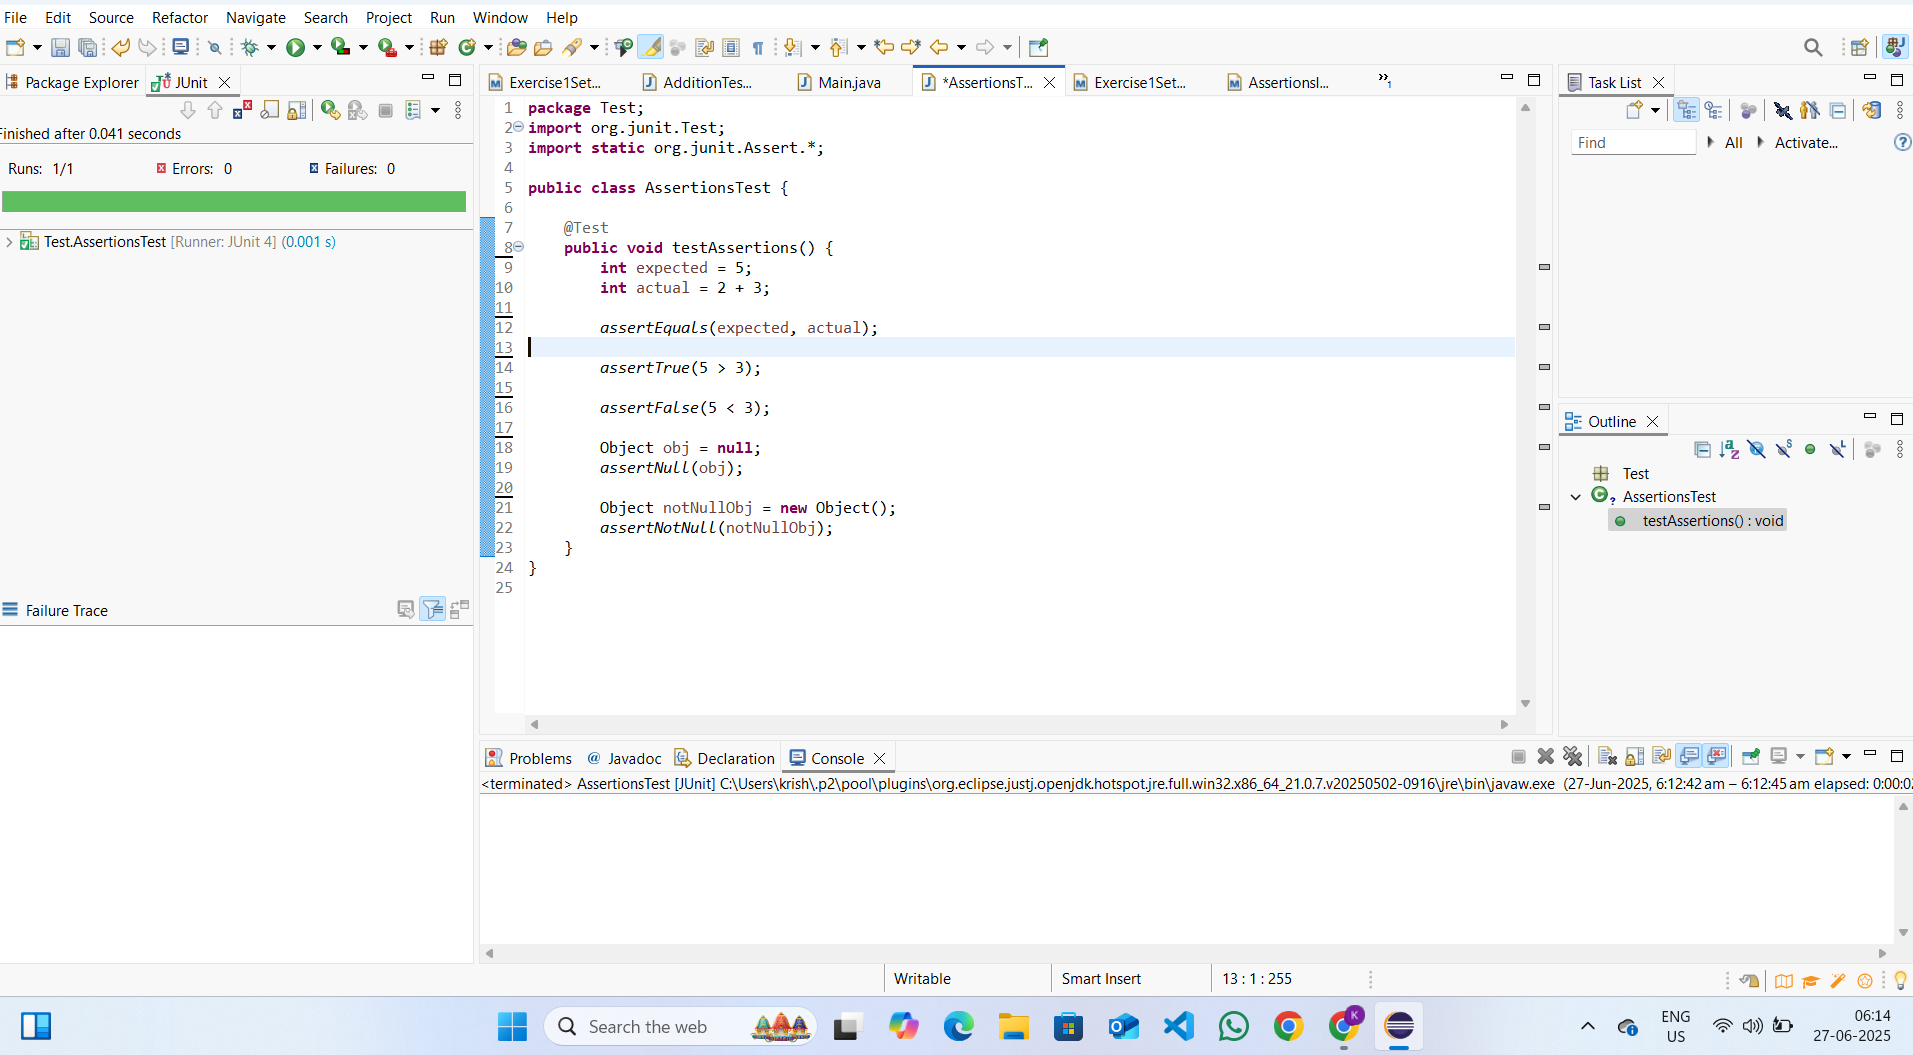 File Edit Source Refactor Navigate Search Project Run Window Help
Package Explorer JUnit
Finished after 0.041 seconds
Runs: 1/1 Errors: 0 Failures: 0
Test.AssertionsTest [Runner: JUnit 4] (0.001 s)
Failure Trace
Exercise1Set... AdditionTes... Main.java *AssertionsT... Exercise1Set... AssertionsI... »1
1 package Test;
2 import org.junit.Test;
3 import static org.junit.Assert.*;
4
5 public class AssertionsTest {
6
7 @Test
8 public void testAssertions() {
9 int expected = 5;
10 int actual = 2 + 3;
11
12 assertEquals(expected, actual);
13
14 assertTrue(5 > 3);
15
16 assertFalse(5 < 3);
17
18 Object obj = null;
19 assertNull(obj);
20
21 Object notNullObj = new Object();
22 assertNotNull(notNullObj);
23 }
24 }
25
Task List
Find All Activate...
Outline
Test
AssertionsTest
testAssertions() : void
Problems @ Javadoc Declaration Console
<terminated> AssertionsTest [JUnit] C:\Users\krish\.p2\pool\plugins\org.eclipse.justj.openjdk.hotspot.jre.full.win32.x86_64_21.0.7.v20250502-0916\jre\bin\javaw.exe (27-Jun-2025, 6:12:42 am – 6:12:45 am elapsed: 0:00:02
Writable Smart Insert 13 : 1 : 255
Search the web
K
ENG
US
06:14
27-06-2025